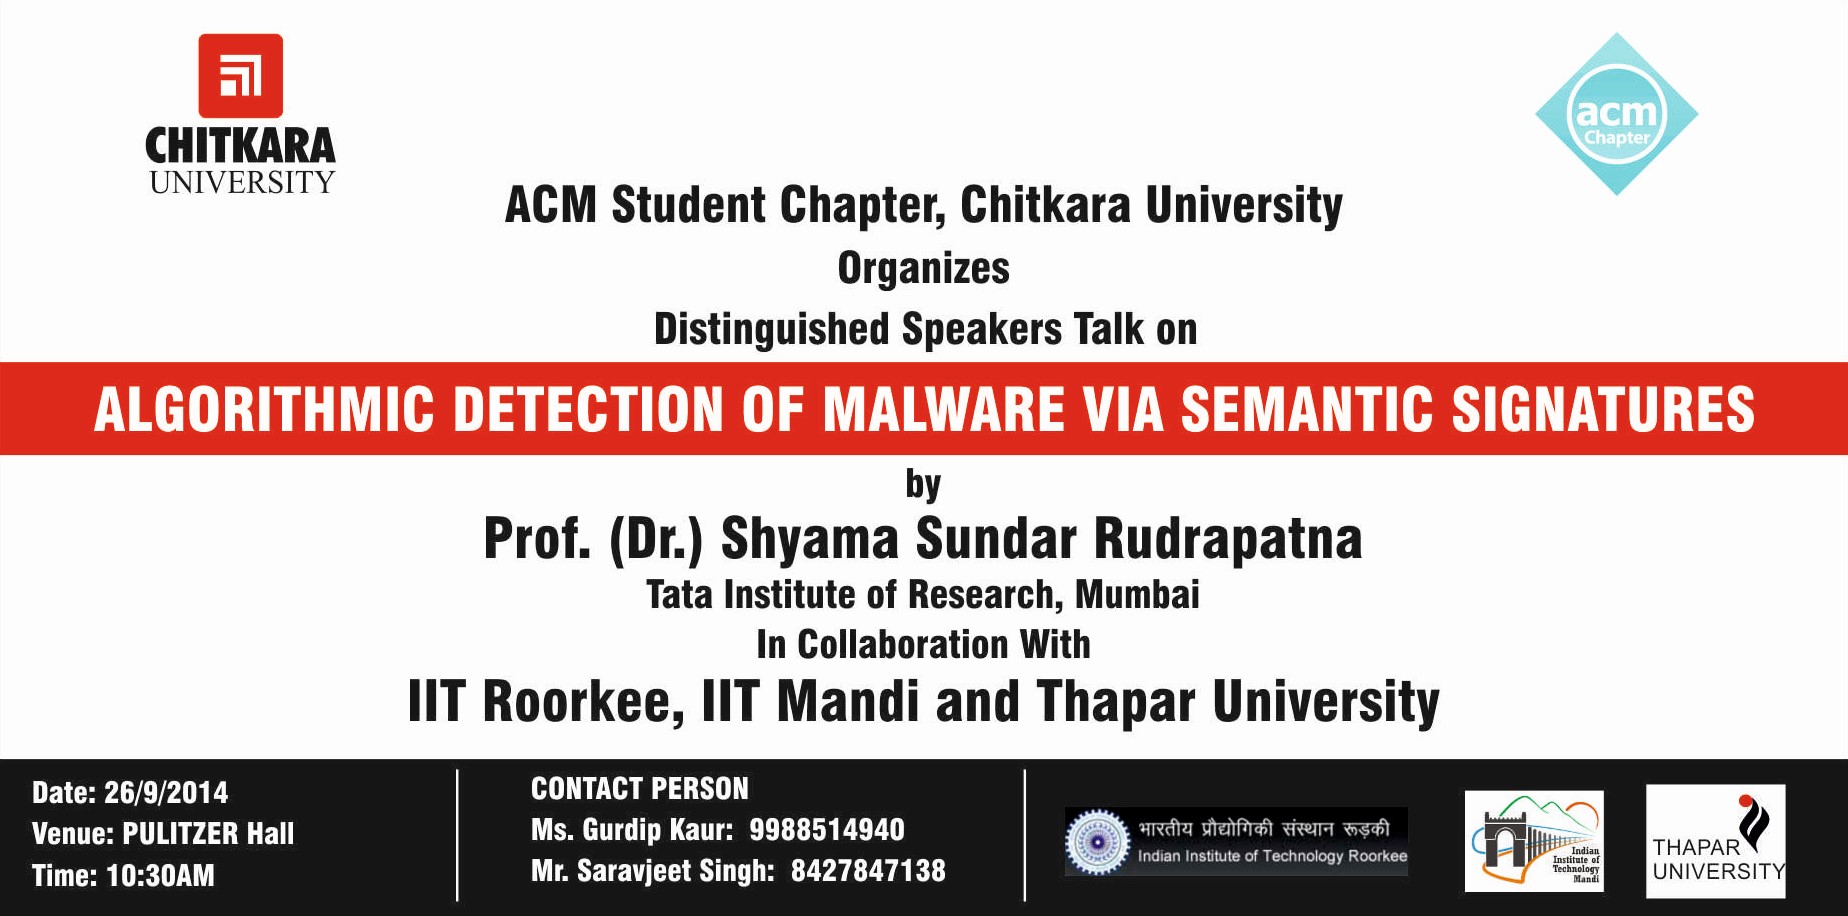 CHITKARA
UNIVERSITY
acm
Chapter
ACM Student Chapter, Chitkara University
Organizes
Distinguished Speakers Talk on
ALGORITHMIC DETECTION OF MALWARE VIA SEMANTIC SIGNATURES
by
Prof. (Dr.) Shyama Sundar Rudrapatna
Tata Institute of Research, Mumbai
In Collaboration With
IIT Roorkee, IIT Mandi and Thapar University
Date: 26/9/2014
Venue: PULITZER Hall
Time: 10:30AM
CONTACT PERSON
Ms. Gurdip Kaur: 9988514940
Mr. Saravjeet Singh: 8427847138
भारतीय प्रौद्योगिकी संस्थान रूड़की
Indian Institute of Technology Roorkee
Indian
Institute of
Technology
Mandi
THAPAR
UNIVERSITY